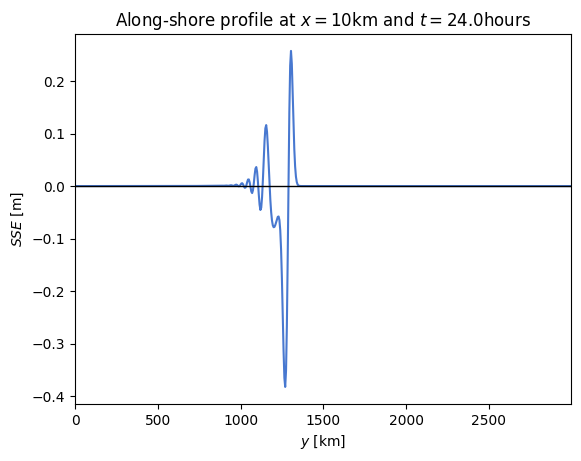 Along-shore profile at x = 10km and t = 24.0hours
SSE [m]
0.2
0.1
0.0
−0.1
−0.2
−0.3
−0.4
0 500 1000 1500 2000 2500
y [km]